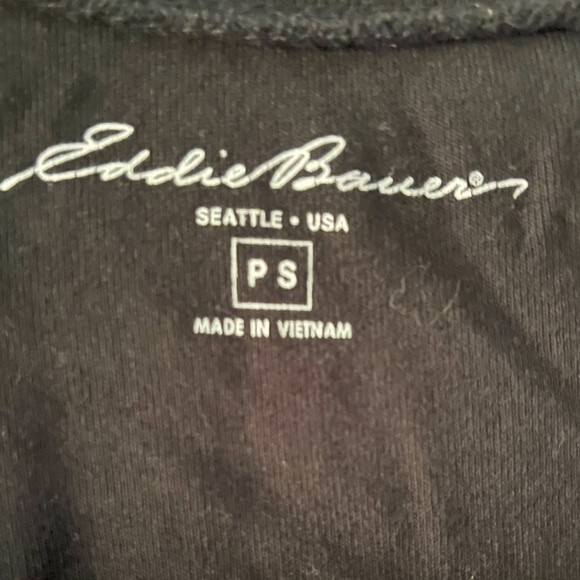 Eddie Bauer®
SEATTLE • USA
PS
MADE IN VIETNAM